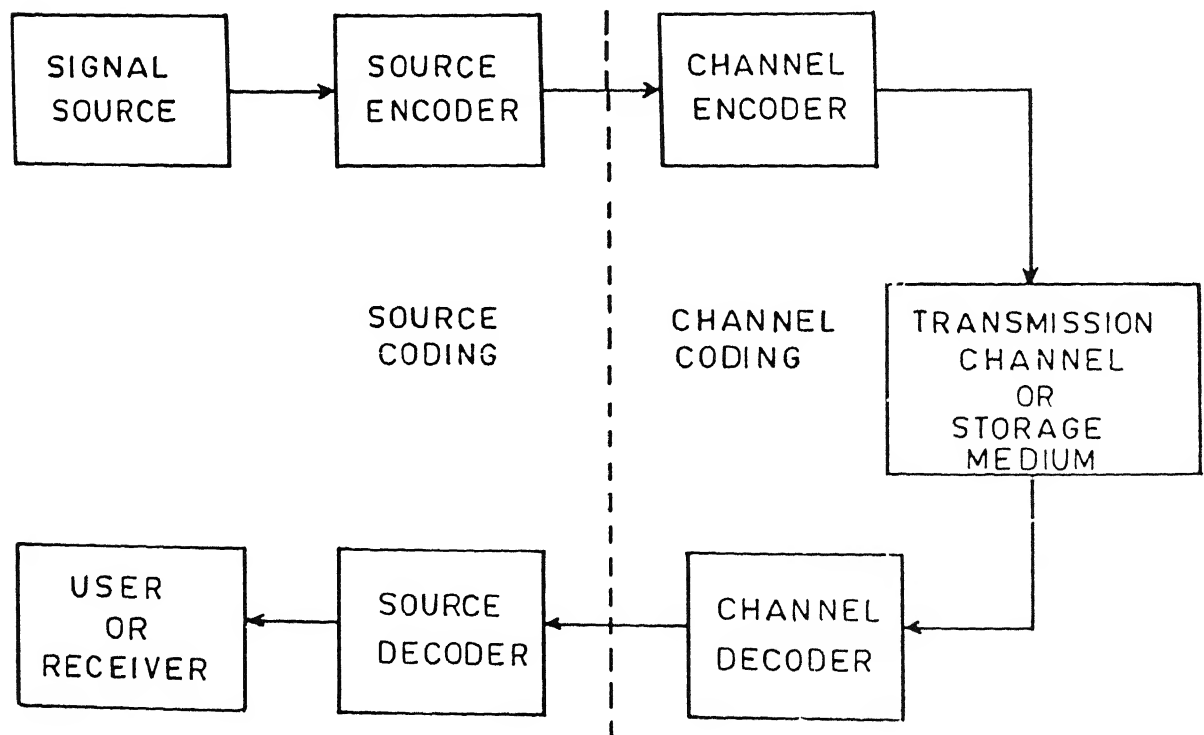 SIGNAL
SOURCE
SOURCE
ENCODER
CHANNEL
ENCODER
SOURCE
CODING
CHANNEL
CODING
TRANSMISSION
CHANNEL
OR
STORAGE
MEDIUM
USER
OR
RECEIVER
SOURCE
DECODER
CHANNEL
DECODER